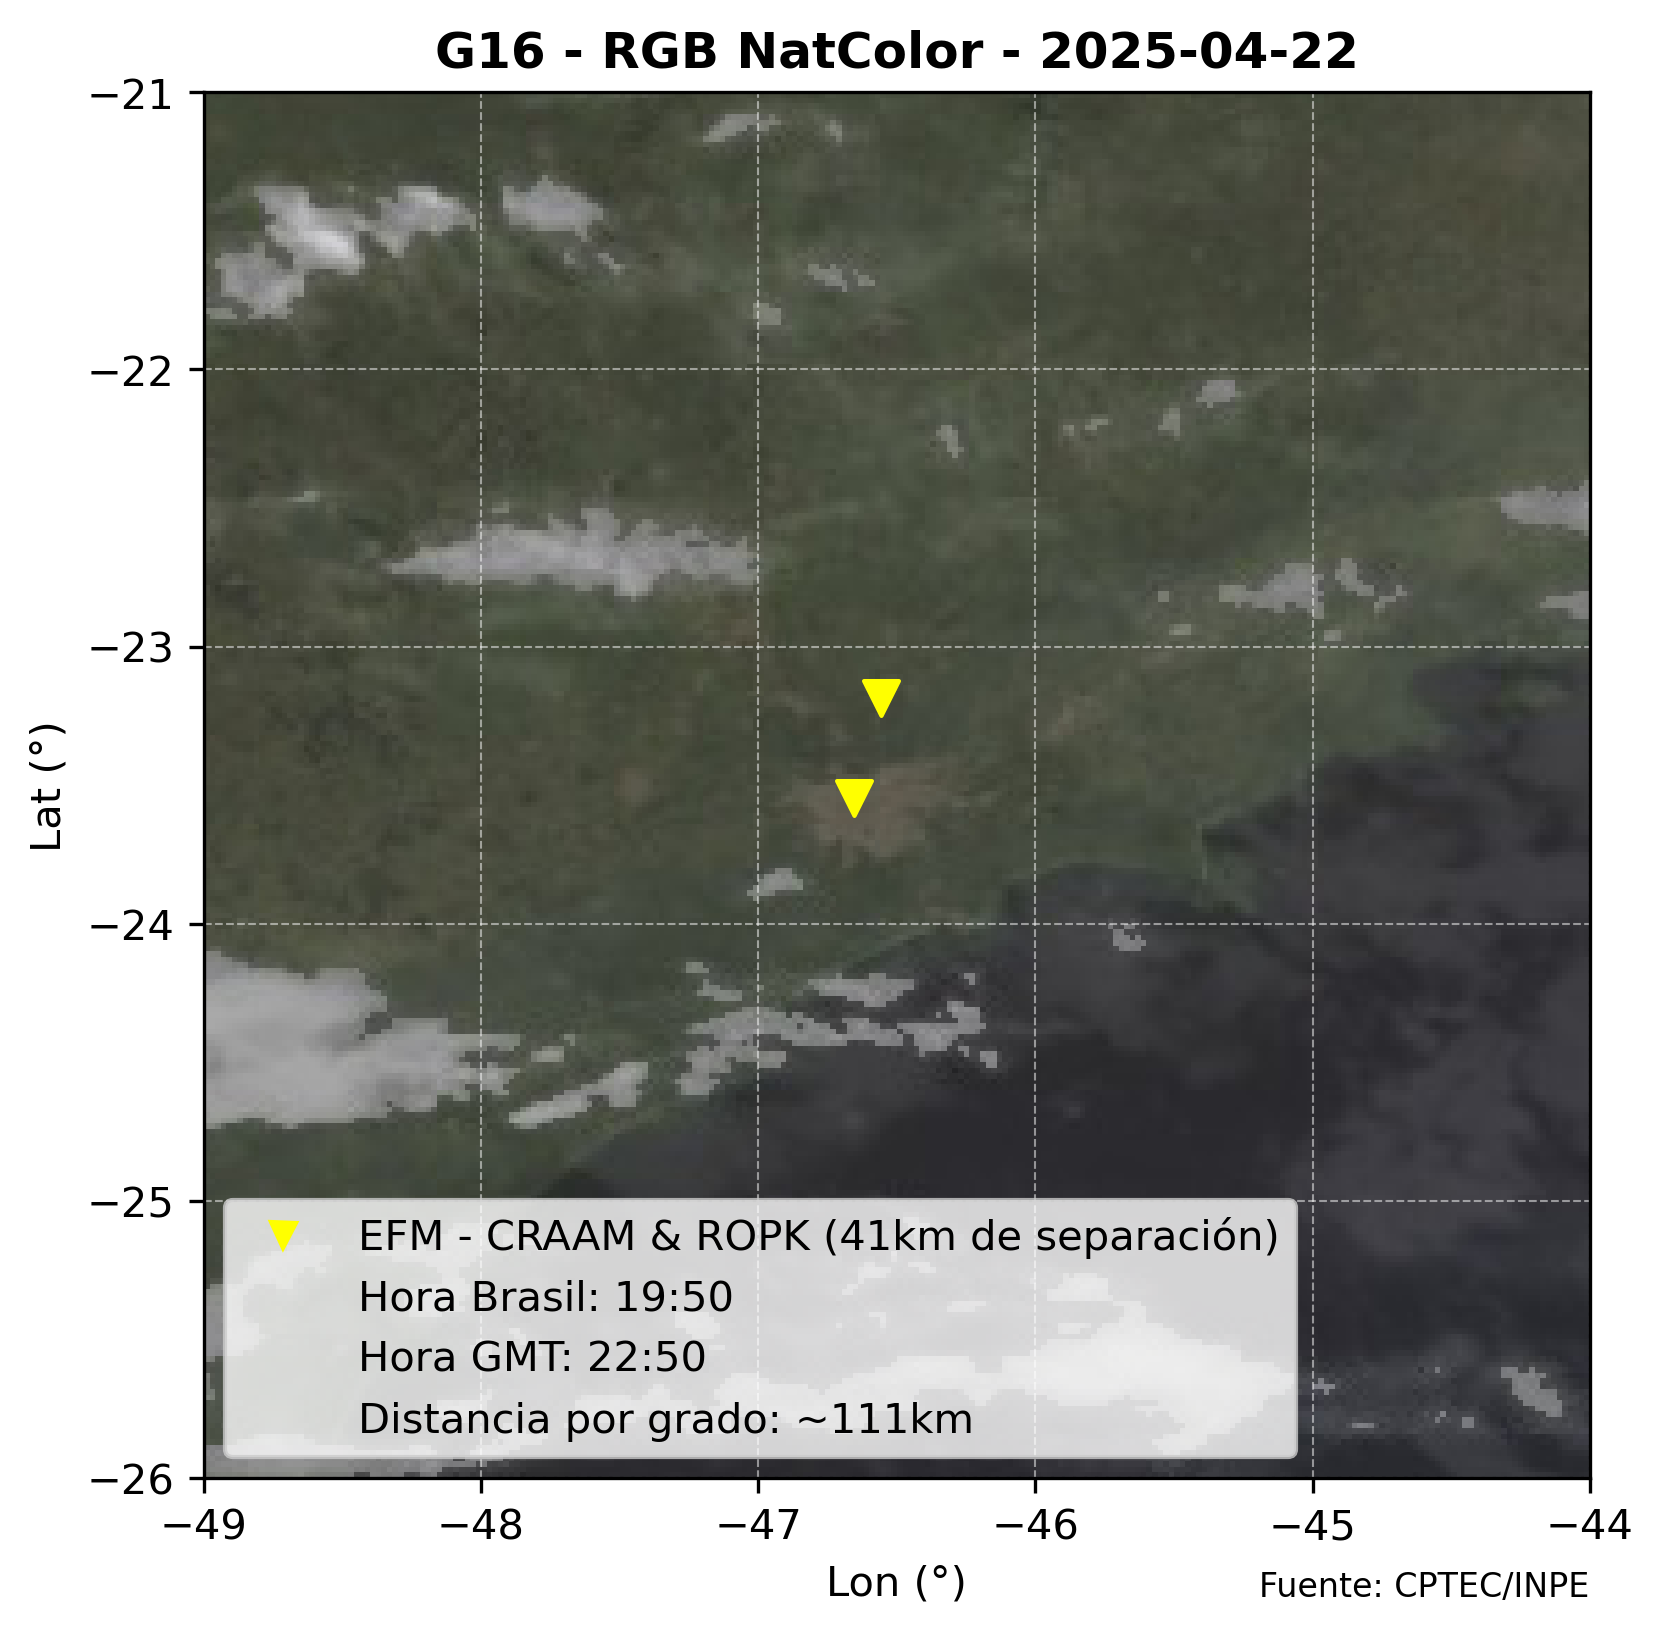 G16 - RGB NatColor - 2025-04-22
−21
−22
−23
−24
−25
−26
Lat (°)
EFM - CRAAM & ROPK (41km de separación)
Hora Brasil: 19:50
Hora GMT: 22:50
Distancia por grado: ~111km
−49 −48 −47 −46 −45 −44
Lon (°)
Fuente: CPTEC/INPE